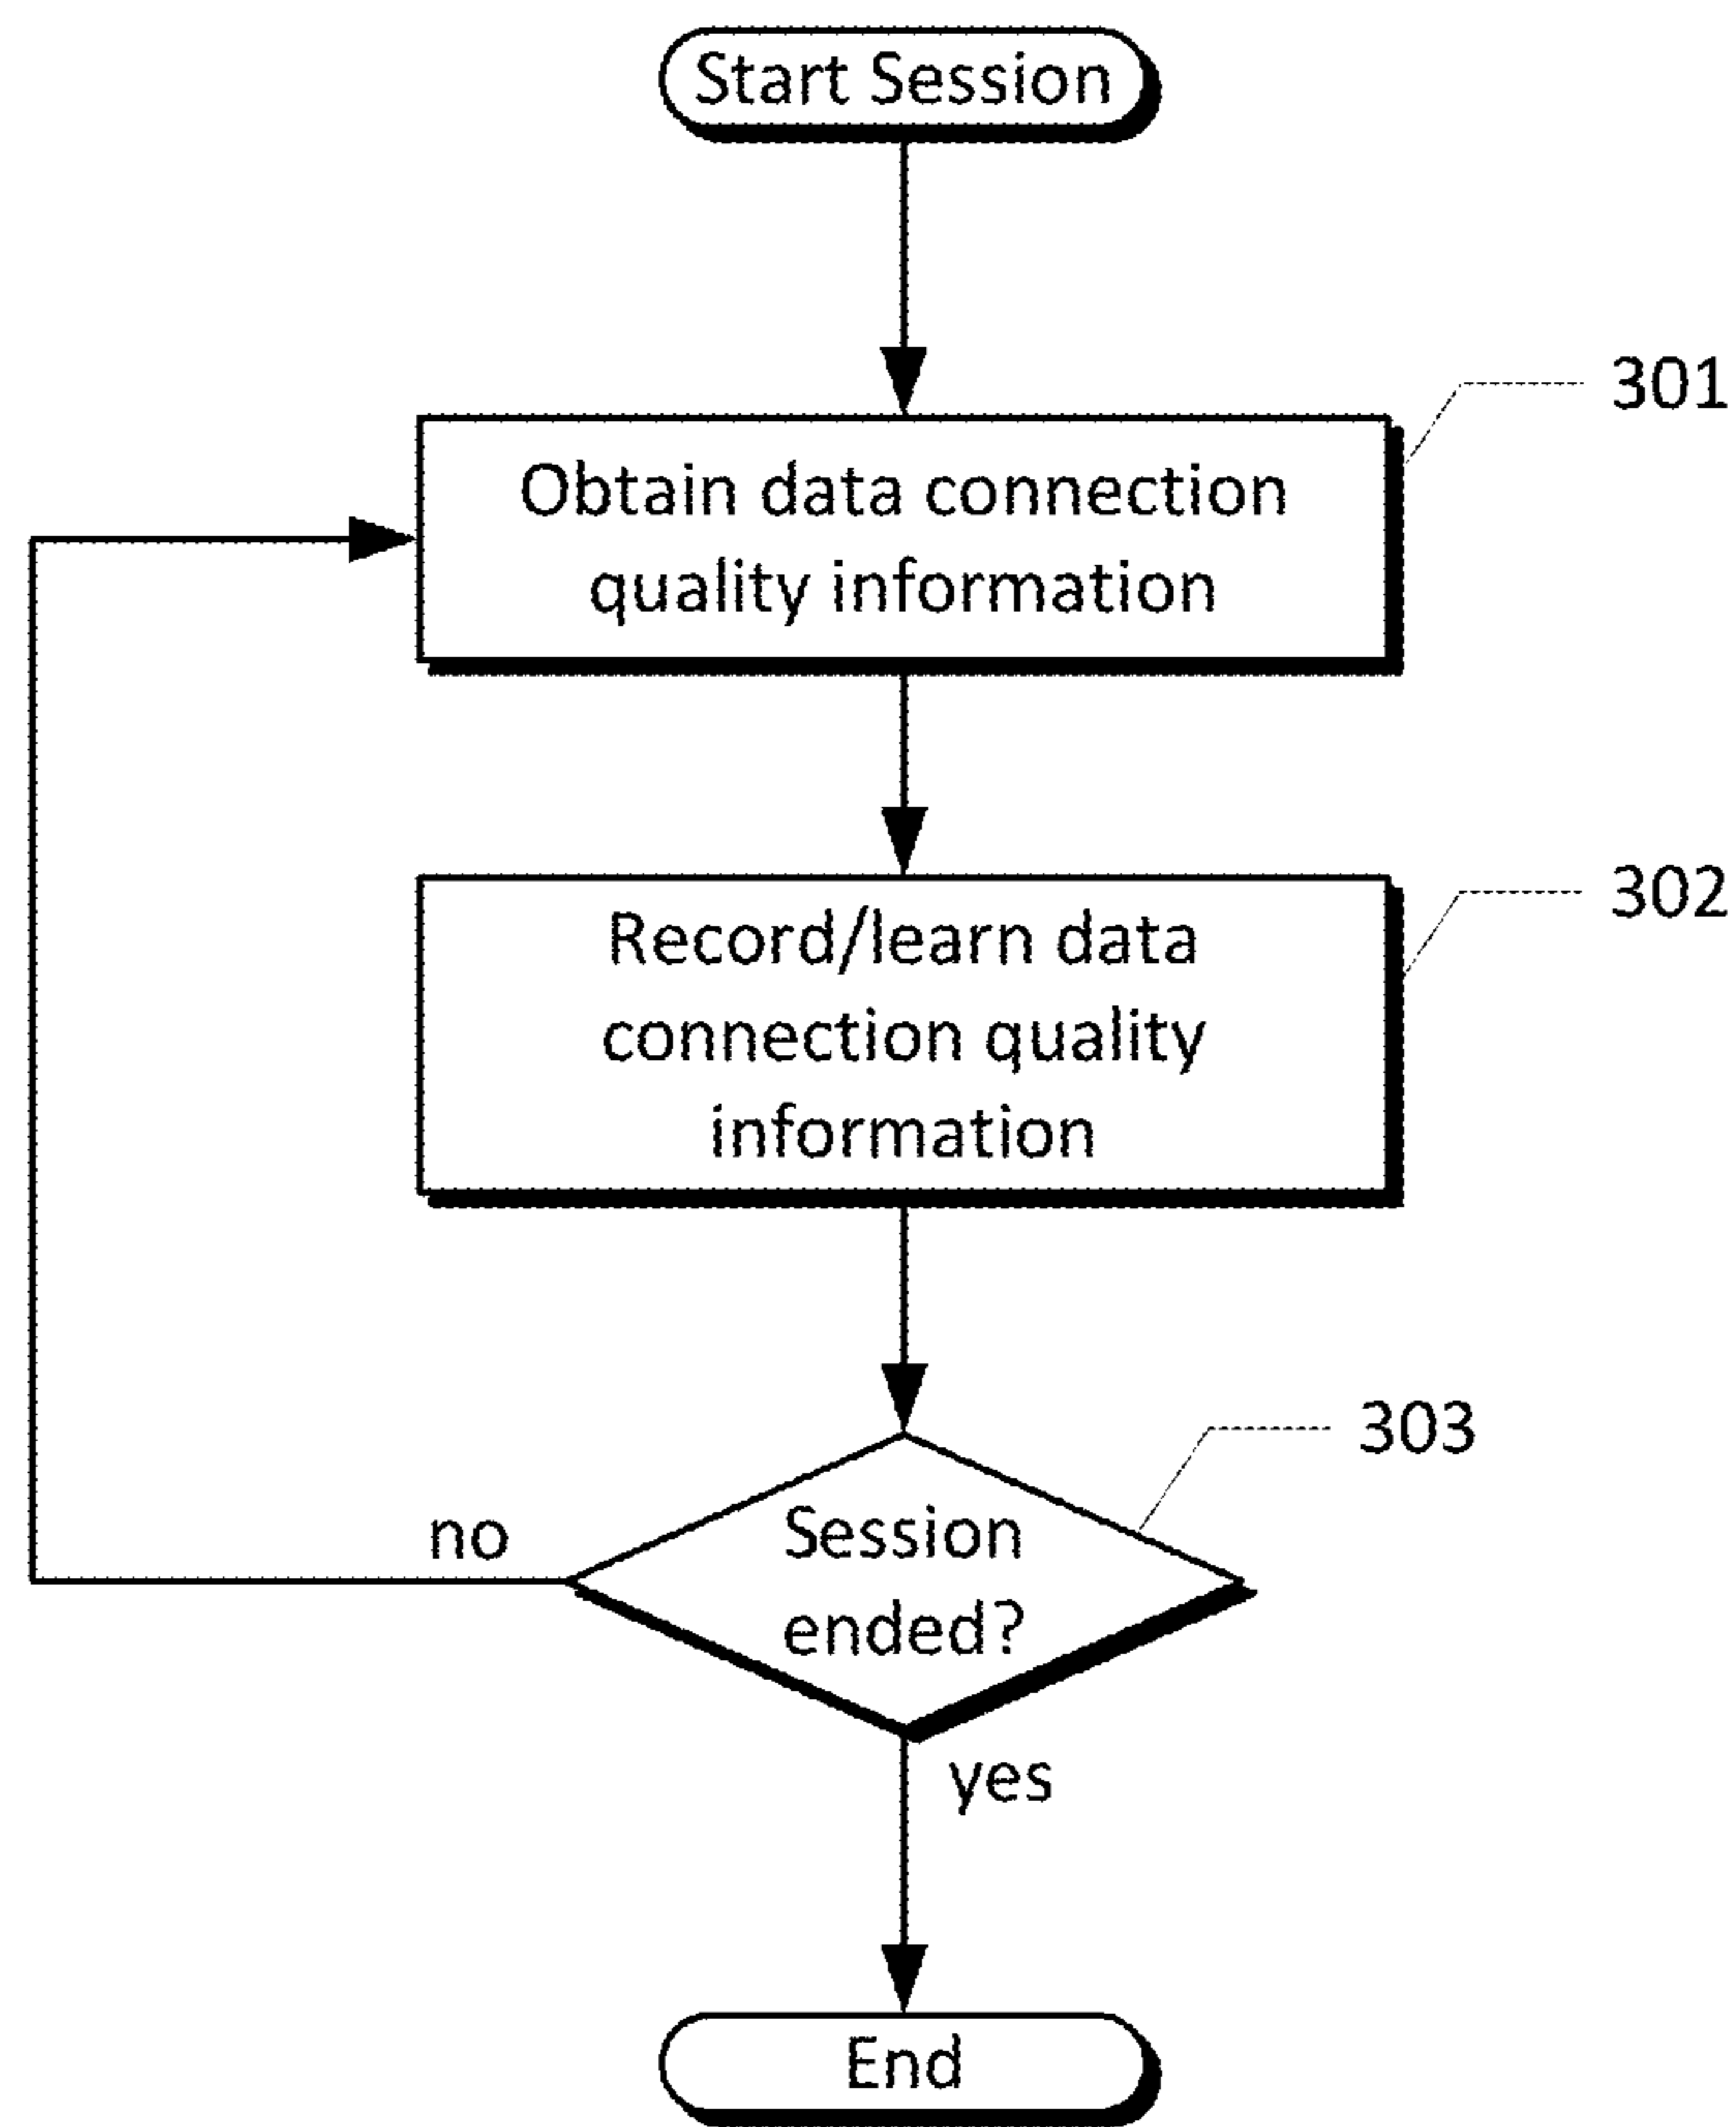 Start Session
301
Obtain data connection
quality information
302
Record/learn data
connection quality
information
303
Session
ended?
no
yes
End